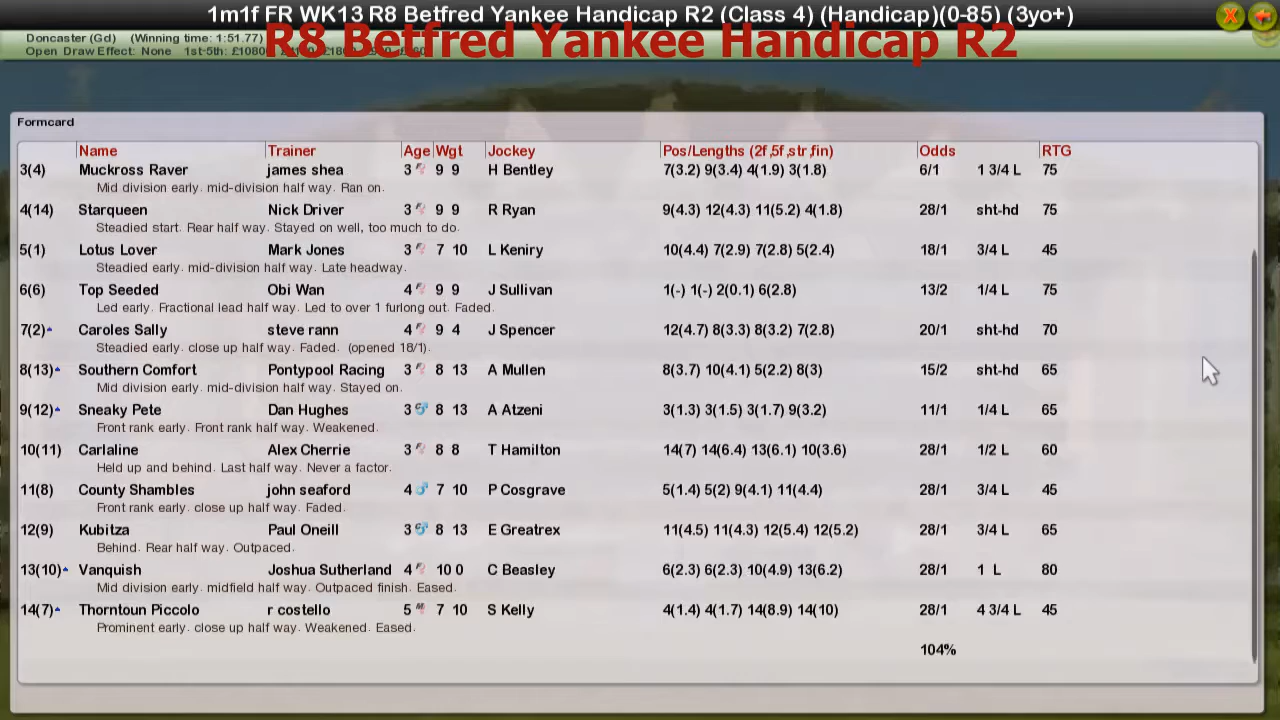 1m1f FR WK13 R8 Betfred Yankee Handicap R2 (Class 4) (Handicap)(0-85) (3yo+)
Doncaster (Gd) (Winning time: 1:51.77)
R8 Betfred Yankee Handicap R2
Open Draw Effect: None 1st-5th: £1080
Formcard
Name Trainer Age Wgt Jockey Pos/Lengths (2f,5f,str,fin) Odds RTG
3(4) Muckross Raver james shea 3 9 9 H Bentley 7(3.2) 9(3.4) 4(1.9) 3(1.8) 6/1 1 3/4 L 75
Mid division early. mid-division half way. Ran on.
4(14) Starqueen Nick Driver 3 9 9 R Ryan 9(4.3) 12(4.3) 11(5.2) 4(1.8) 28/1 sht-hd 75
Steadied start. Rear half way. Stayed on well, too much to do.
5(1) Lotus Lover Mark Jones 3 7 10 L Keniry 10(4.4) 7(2.9) 7(2.8) 5(2.4) 18/1 3/4 L 45
Steadied early. mid-division half way. Late headway.
6(6) Top Seeded Obi Wan 4 9 9 J Sullivan 1(-) 1(-) 2(0.1) 6(2.8) 13/2 1/4 L 75
Led early. Fractional lead half way. Led to over 1 furlong out. Faded.
7(2) Caroles Sally steve rann 4 9 4 J Spencer 12(4.7) 8(3.3) 8(3.2) 7(2.8) 20/1 sht-hd 70
Steadied early. close up half way. Faded. (opened 18/1).
8(13) Southern Comfort Pontypool Racing 3 8 13 A Mullen 8(3.7) 10(4.1) 5(2.2) 8(3) 15/2 sht-hd 65
Mid division early. mid-division half way. Stayed on.
9(12) Sneaky Pete Dan Hughes 3 8 13 A Atzeni 3(1.3) 3(1.5) 3(1.7) 9(3.2) 11/1 1/4 L 65
Front rank early. Front rank half way. Weakened.
10(11) Carlaline Alex Cherrie 3 8 8 T Hamilton 14(7) 14(6.4) 13(6.1) 10(3.6) 28/1 1/2 L 60
Held up and behind. Last half way. Never a factor.
11(8) County Shambles john seaford 4 7 10 P Cosgrave 5(1.4) 5(2) 9(4.1) 11(4.4) 28/1 3/4 L 45
Front rank early. close up half way. Faded.
12(9) Kubitza Paul Oneill 3 8 13 E Greatrex 11(4.5) 11(4.3) 12(5.4) 12(5.2) 28/1 3/4 L 65
Behind. Rear half way. Outpaced.
13(10) Vanquish Joshua Sutherland 4 10 0 C Beasley 6(2.3) 6(2.3) 10(4.9) 13(6.2) 28/1 1 L 80
Mid division early. midfield half way. Outpaced finish. Eased.
14(7) Thorntoun Piccolo r costello 5 7 10 S Kelly 4(1.4) 4(1.7) 14(8.9) 14(10) 28/1 4 3/4 L 45
Prominent early. close up half way. Weakened. Eased.
104%